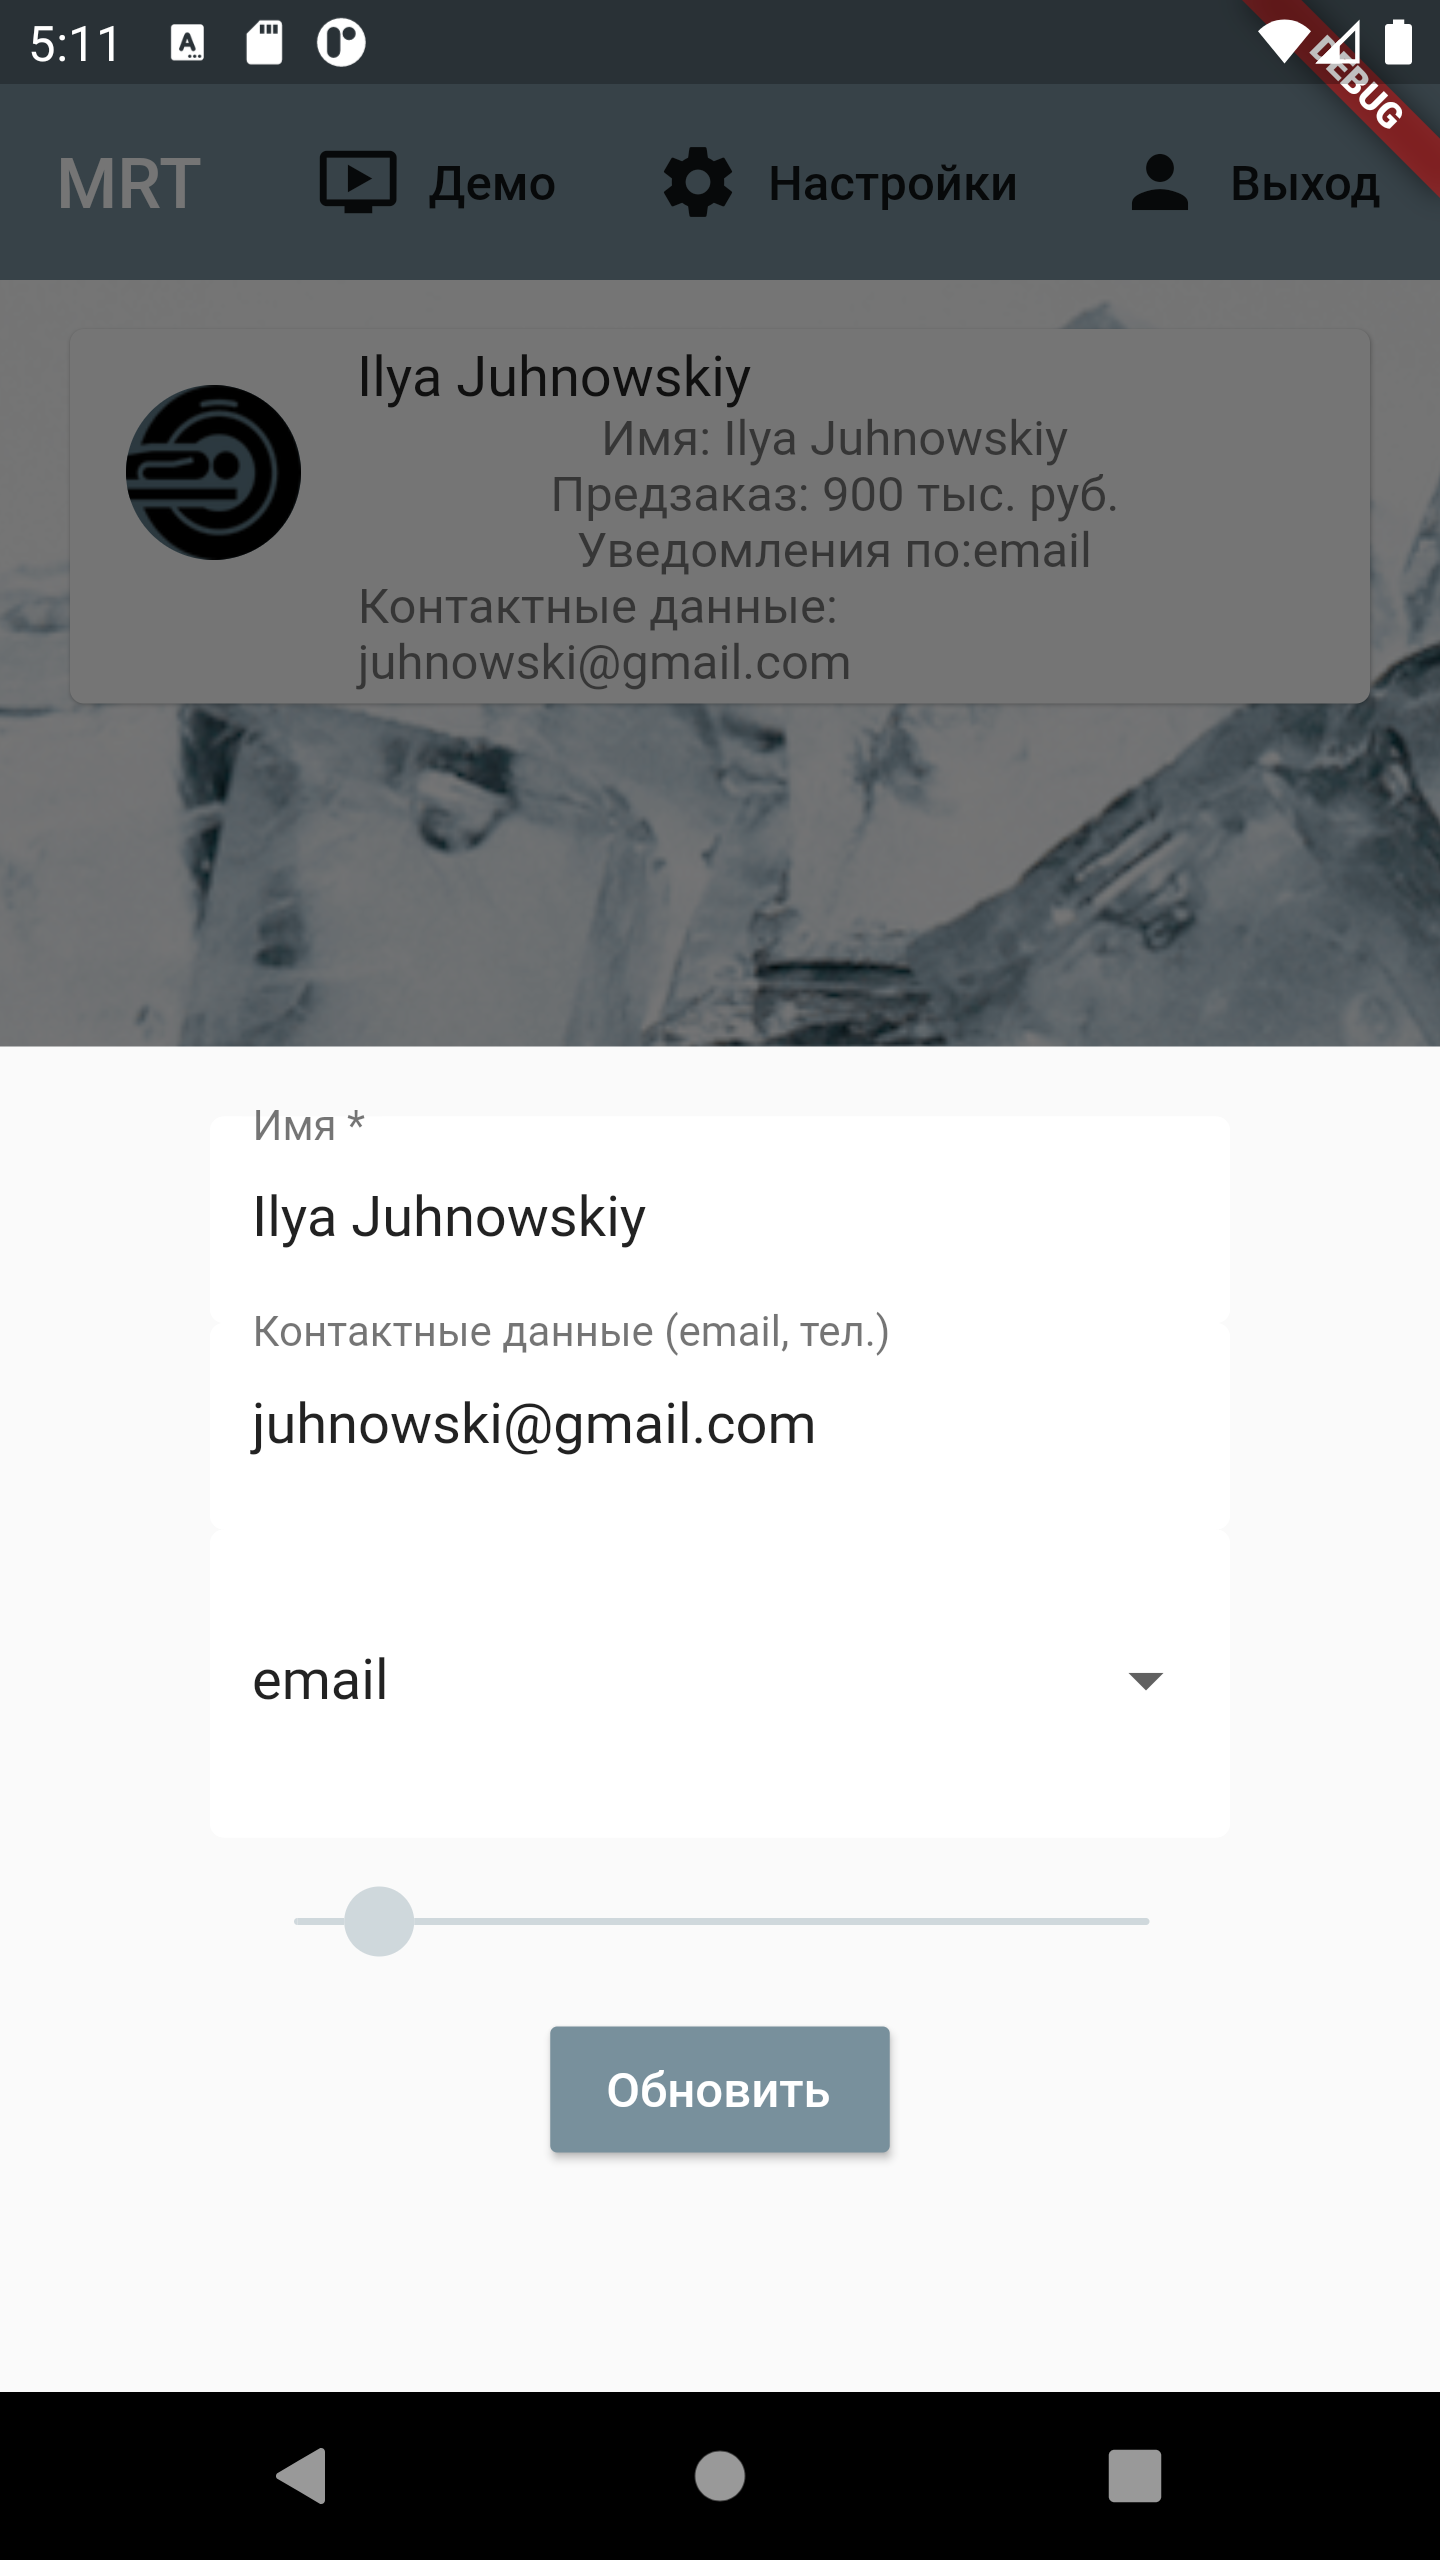 5:11
DEBUG
MRT Демо Настройки Выход
Ilya Juhnowskiy
Имя: Ilya Juhnowskiy
Предзаказ: 900 тыс. руб.
Уведомления по:email
Контактные данные:
juhnowski@gmail.com
Имя *
Ilya Juhnowskiy
Контактные данные (email, тел.)
juhnowski@gmail.com
email
Обновить